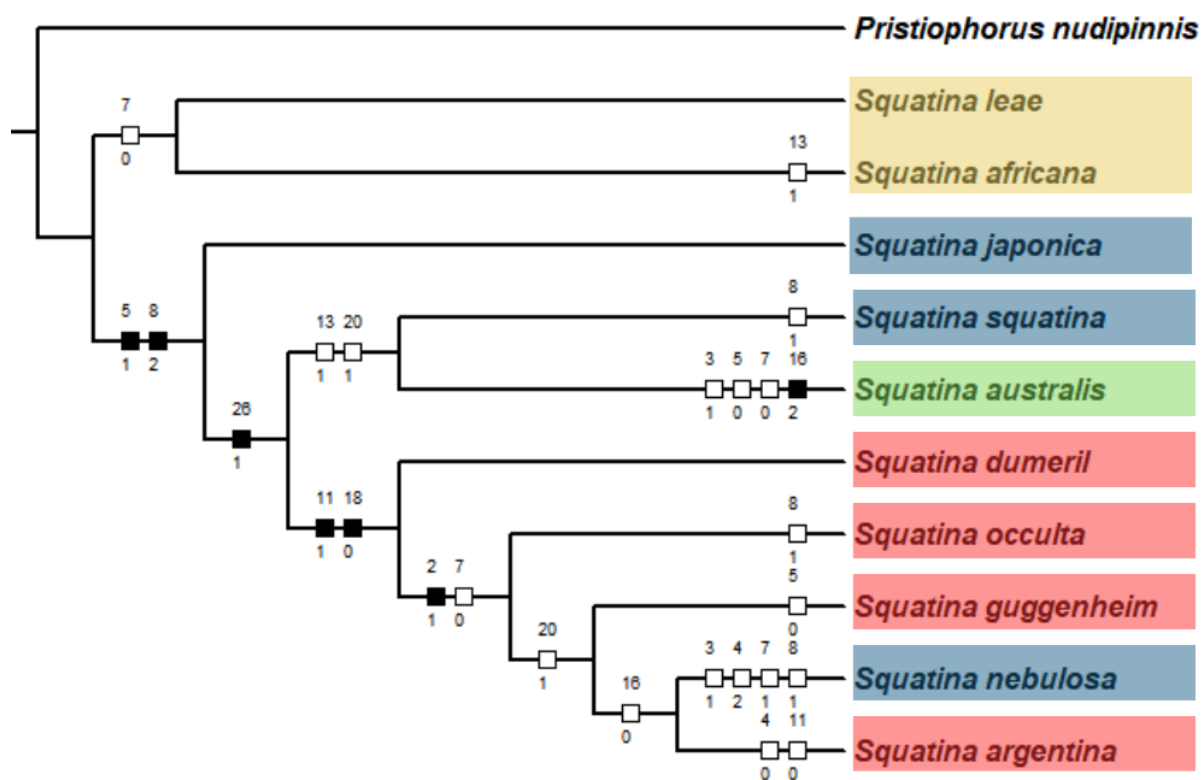 Pristiophorus nudipinnis
7
Squatina leae
0
13
Squatina africana
1
Squatina japonica
8
5 8
13 20
Squatina squatina
1
1 2
1 1
3 5 7 16
Squatina australis
1 0 0 2
26
1
Squatina dumeril
11 18
8
Squatina occulta
1 0
1
2 7
5
Squatina guggenheim
1 0
0
20
3 4 7 8
Squatina nebulosa
1
1 2 1 1
16
4 11
0
Squatina argentina
0 0